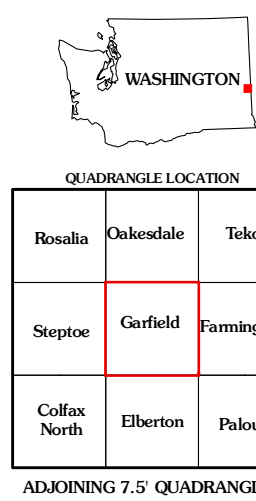 WASHINGTON
QUADRANGLE LOCATION
Rosalia Oakesdale Teko
Steptoe Garfield Farming
Colfax
North Elberton Palou
ADJOINING 7.5' QUADRANGL